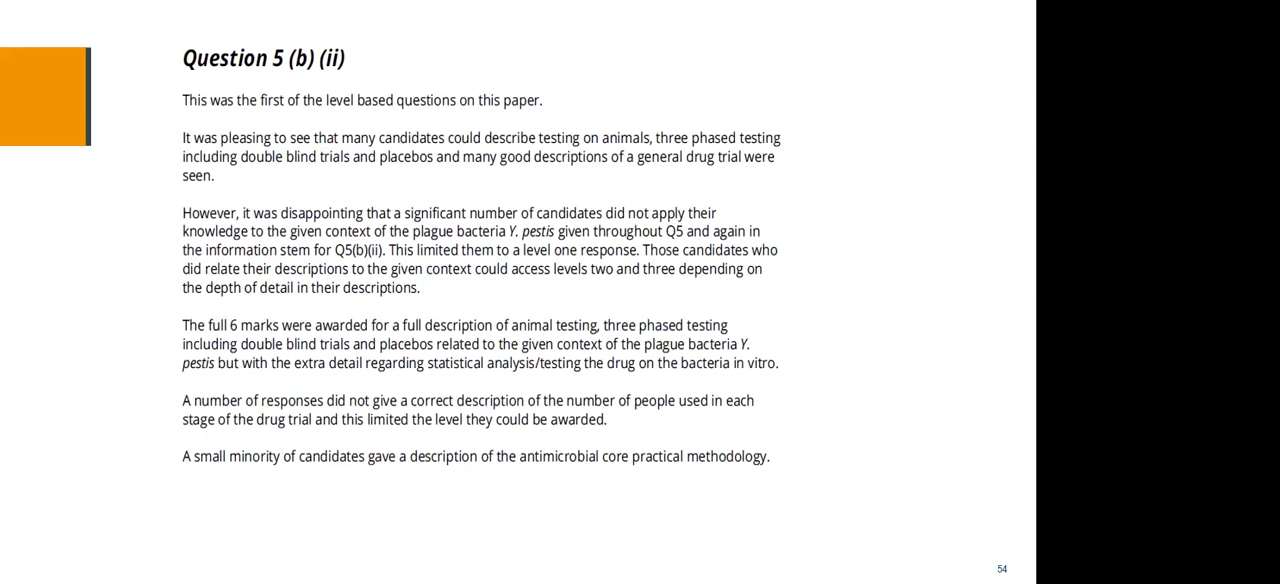 Question 5 (b) (ii)
This was the first of the level based questions on this paper.
It was pleasing to see that many candidates could describe testing on animals, three phased testing
including double blind trials and placebos and many good descriptions of a general drug trial were
seen.
However, it was disappointing that a significant number of candidates did not apply their
knowledge to the given context of the plague bacteria Y. pestis given throughout Q5 and again in
the information stem for Q5(b)(ii). This limited them to a level one response. Those candidates who
did relate their descriptions to the given context could access levels two and three depending on
the depth of detail in their descriptions.
The full 6 marks were awarded for a full description of animal testing, three phased testing
including double blind trials and placebos related to the given context of the plague bacteria Y.
pestis but with the extra detail regarding statistical analysis/testing the drug on the bacteria in vitro.
A number of responses did not give a correct description of the number of people used in each
stage of the drug trial and this limited the level they could be awarded.
A small minority of candidates gave a description of the antimicrobial core practical methodology.
54